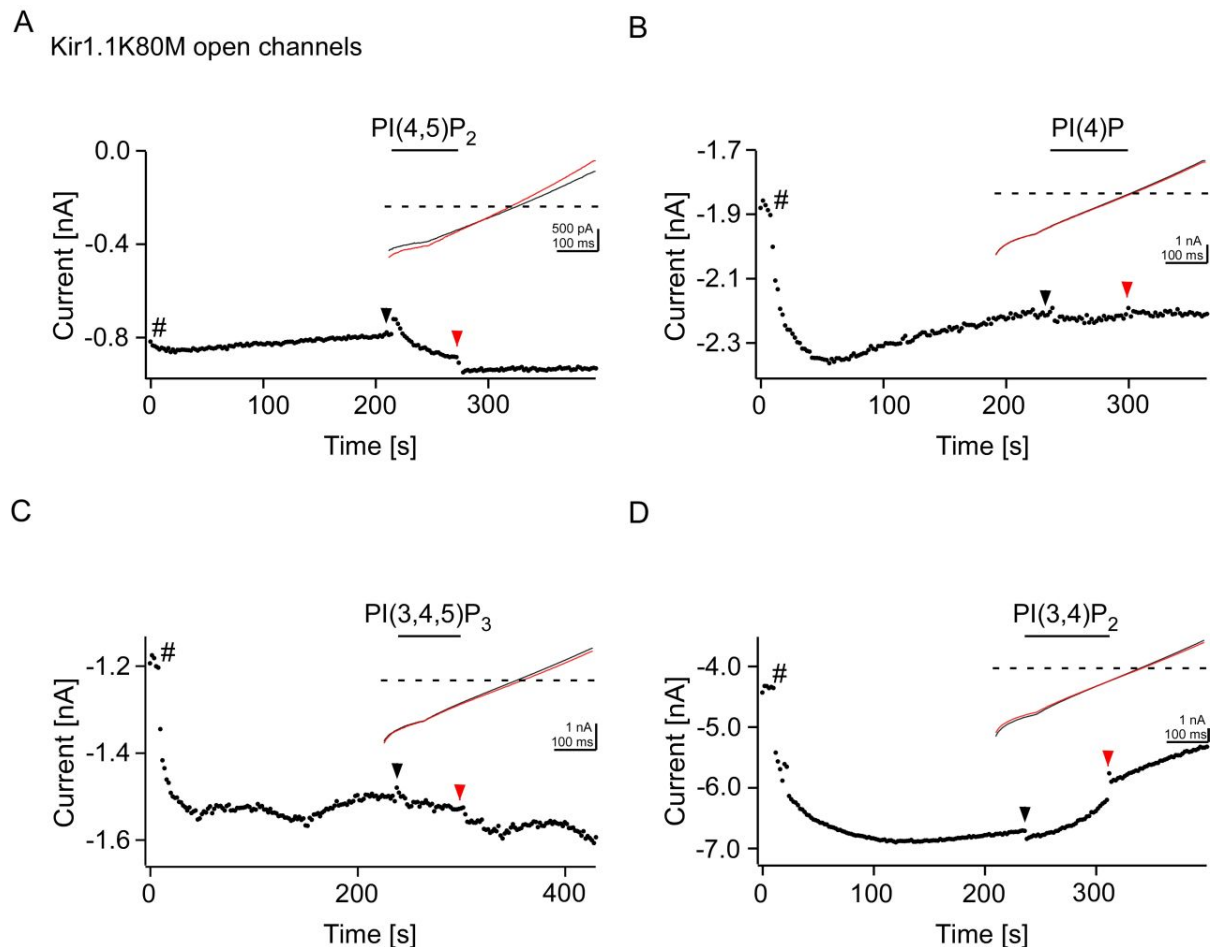 A
Kir1.1K80M open channels
PI(4,5)P2
0.0
-0.4
-0.8
Current [nA]
#
500 pA
100 ms
0
100
200
300
Time [s]
B
PI(4)P
-1.7
-1.9
-2.1
-2.3
Current [nA]
#
1 nA
100 ms
0
100
200
300
Time [s]
C
PI(3,4,5)P3
-1.2
-1.4
-1.6
Current [nA]
#
1 nA
100 ms
0
200
400
Time [s]
D
PI(3,4)P2
-4.0
-5.0
-6.0
-7.0
Current [nA]
#
1 nA
100 ms
0
100
200
300
Time [s]